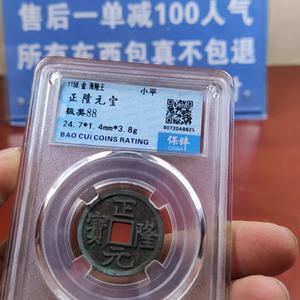 售后一单减100人气
所有东西包真不包退
1158 金 海陵王
小平
正隆元宝
极美88
24.7*1.4mm*3.8g
BAO CUI COINS RATING
80720A8825
保粹
正隆元寳